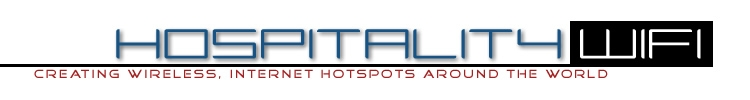 HOSPITALITY WIFI
CREATING WIRELESS, INTERNET HOTSPOTS AROUND THE WORLD